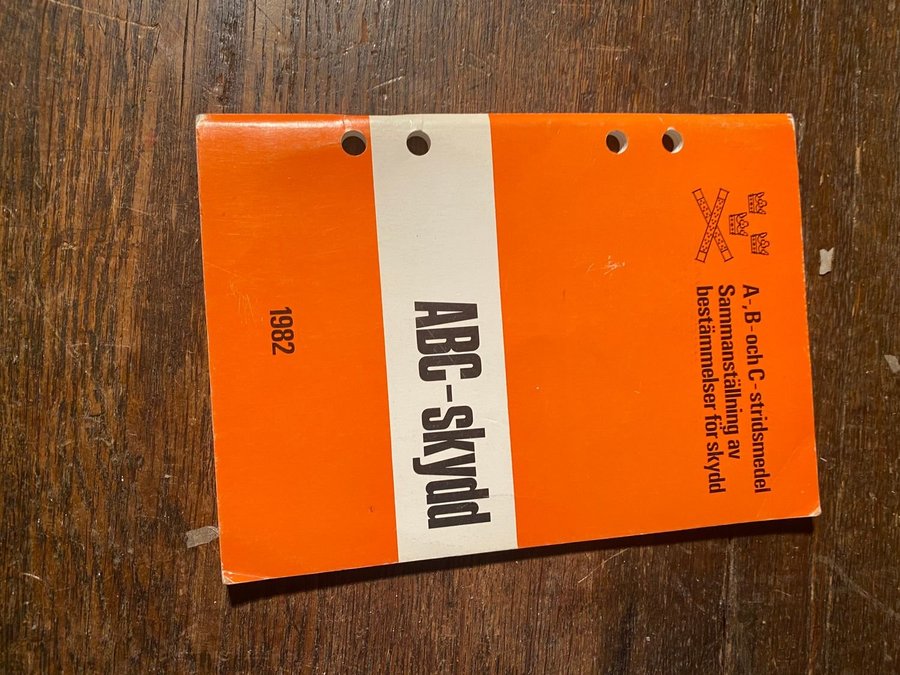 A-, B- och C-stridsmedel
Sammanställning av
bestämmelser för skydd
ABC-skydd
1982